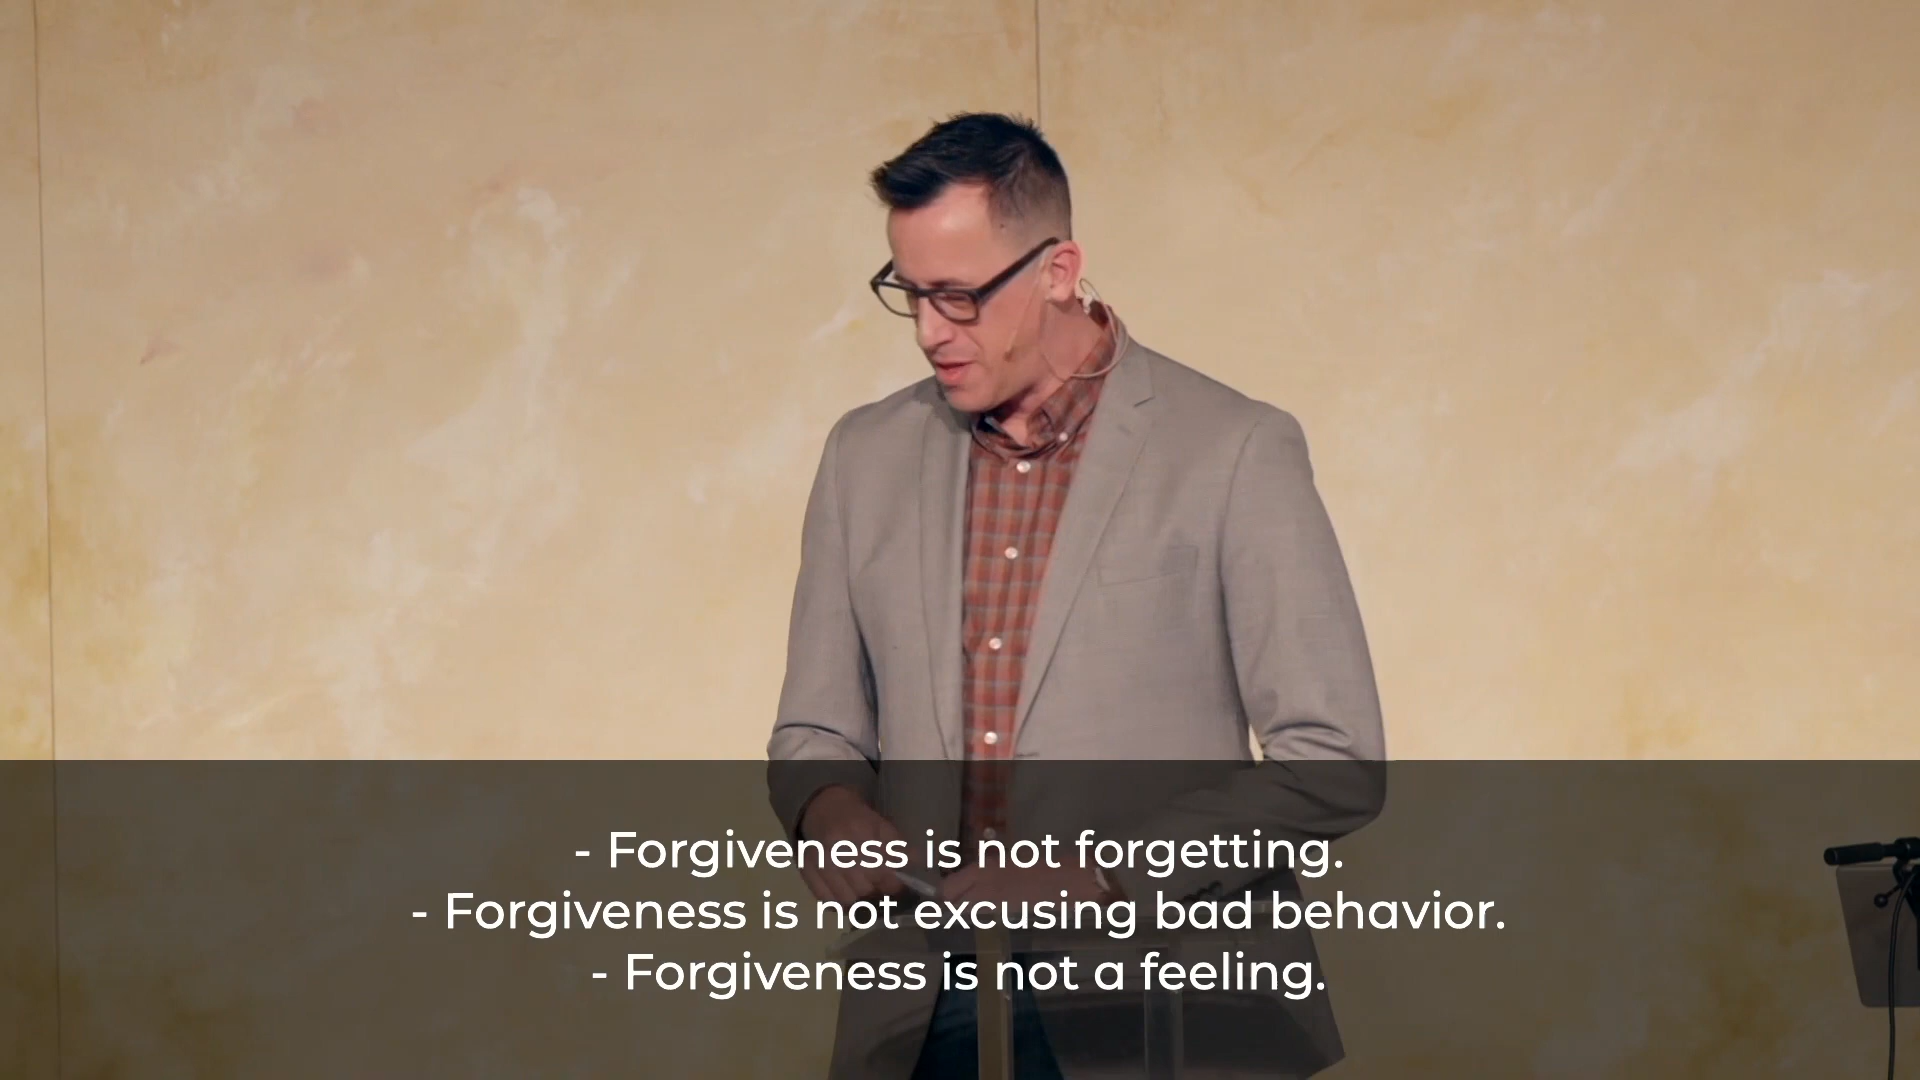 - Forgiveness is not forgetting.
- Forgiveness is not excusing bad behavior.
- Forgiveness is not a feeling.